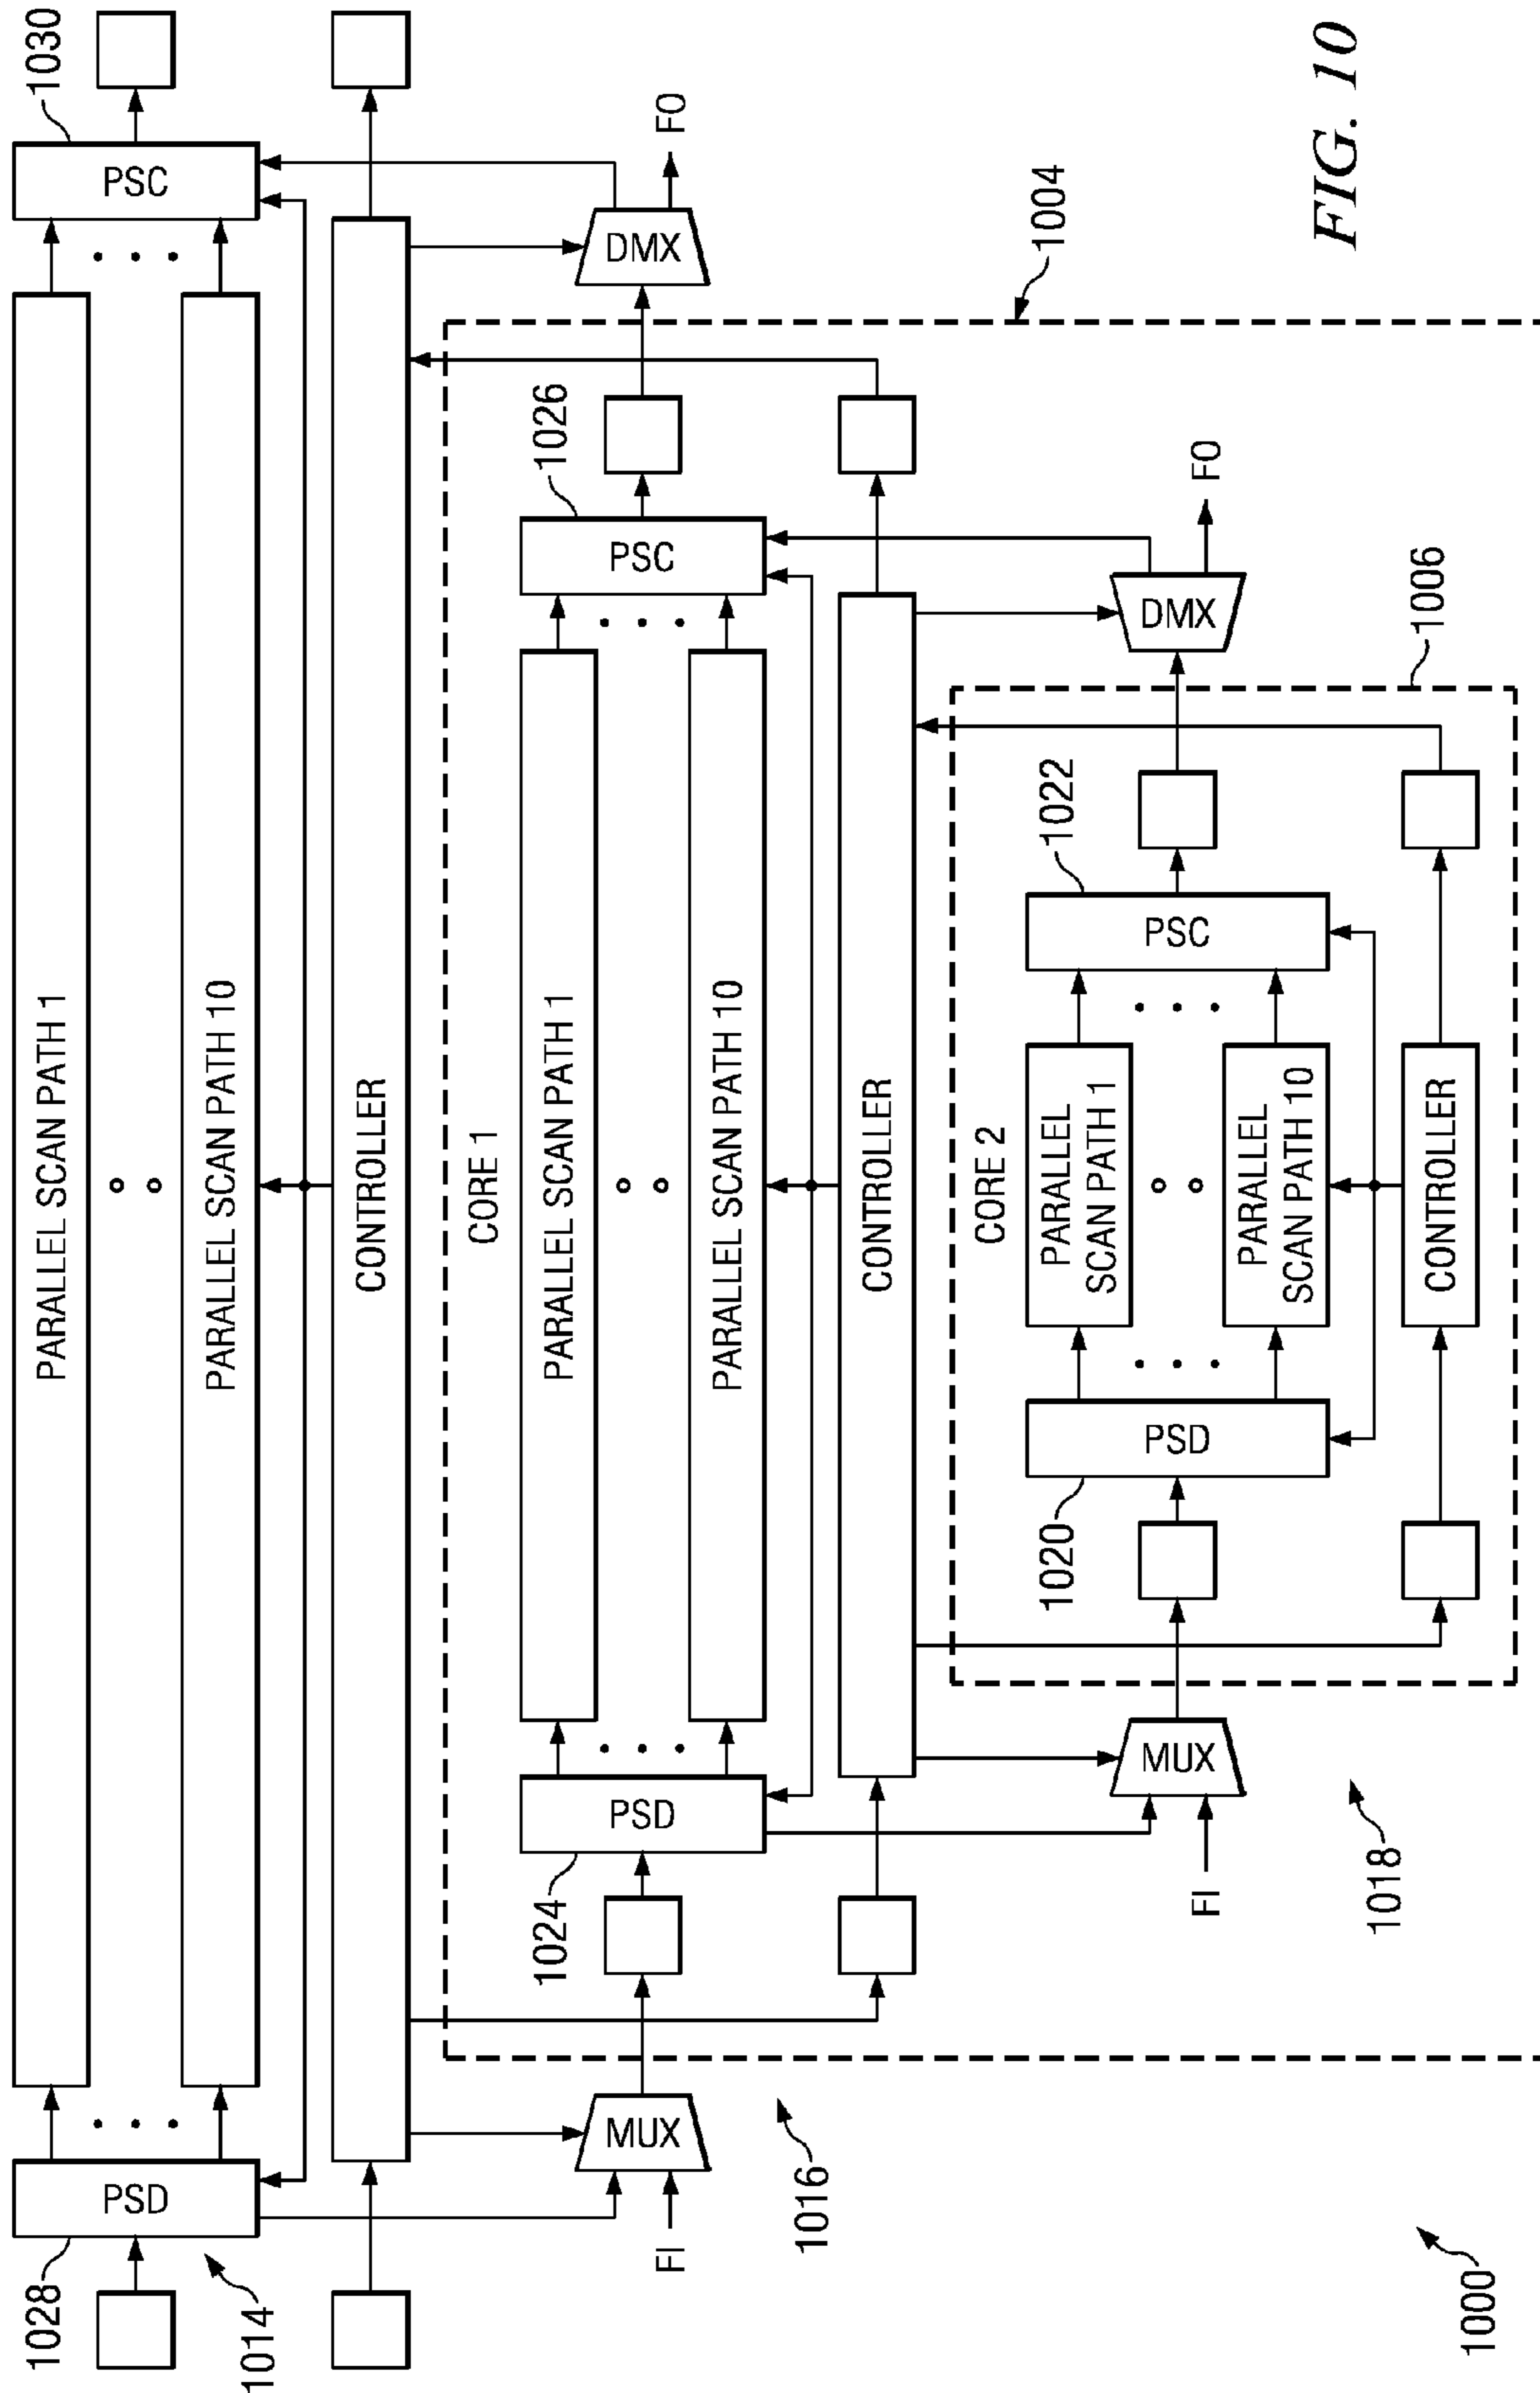 1028
PSD
PARALLEL SCAN PATH 1
PSC
1030
1014
PARALLEL SCAN PATH 10
CONTROLLER
MUX
FI
DMX
FO
1016
CORE 1
1004
1024
PSD
PARALLEL SCAN PATH 1
PSC
1026
PARALLEL SCAN PATH 10
CONTROLLER
MUX
FI
DMX
FO
1018
CORE 2
1006
1020
PSD
PARALLEL
SCAN PATH 1
PSC
1022
PARALLEL
SCAN PATH 10
CONTROLLER
1000
FIG. 10